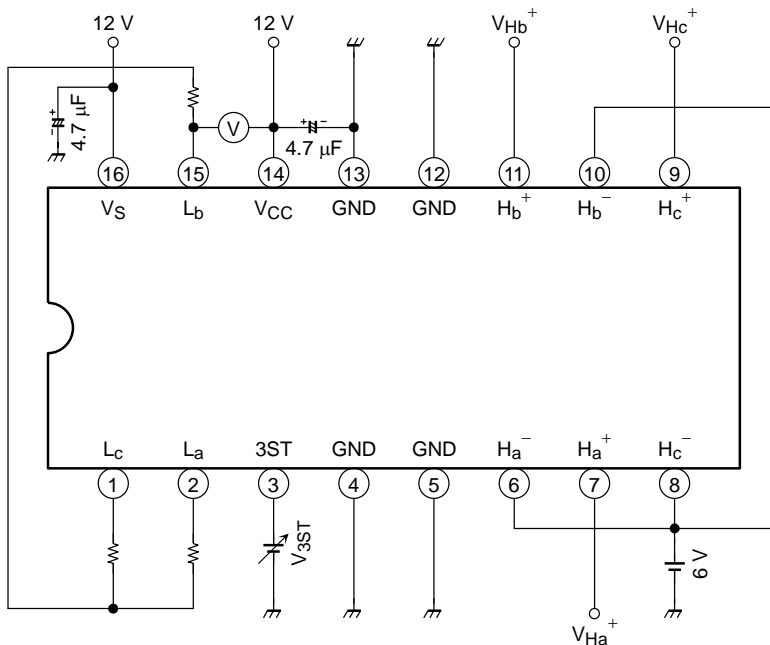 12 V
12 V
V_Hb^+
V_Hc^+
- +
4.7 μF
V
+ -
4.7 μF
16 15 14 13 12 11 10 9
V_S L_b V_CC GND GND H_b^+ H_b^- H_c^+
L_c L_a 3ST GND GND H_a^- H_a^+ H_c^-
1 2 3 4 5 6 7 8
V_3ST
6 V
V_Ha^+